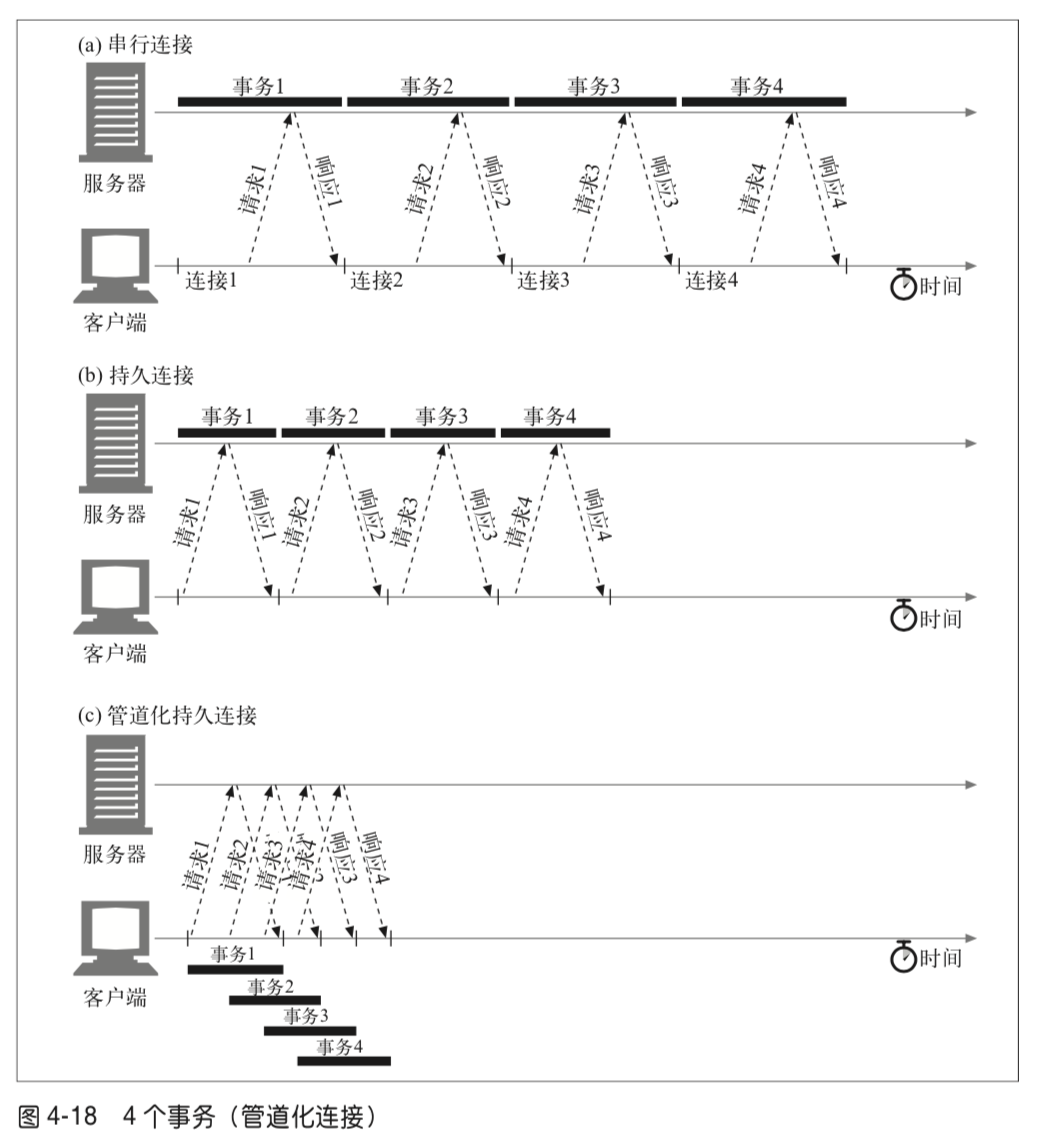 (a) 串行连接
事务1 事务2 事务3 事务4
请求1 响应1 请求2 响应2 请求3 响应3 请求4 响应4
服务器
连接1 连接2 连接3 连接4 时间
客户端
(b) 持久连接
事务1 事务2 事务3 事务4
请求1 响应1 请求2 响应2 请求3 响应3 请求4 响应4
服务器
时间
客户端
(c) 管道化持久连接
请求1 请求2 请求3 请求4 响应3 响应4
服务器
时间
事务1
客户端
事务2
事务3
事务4
图 4-18 4 个事务（管道化连接）